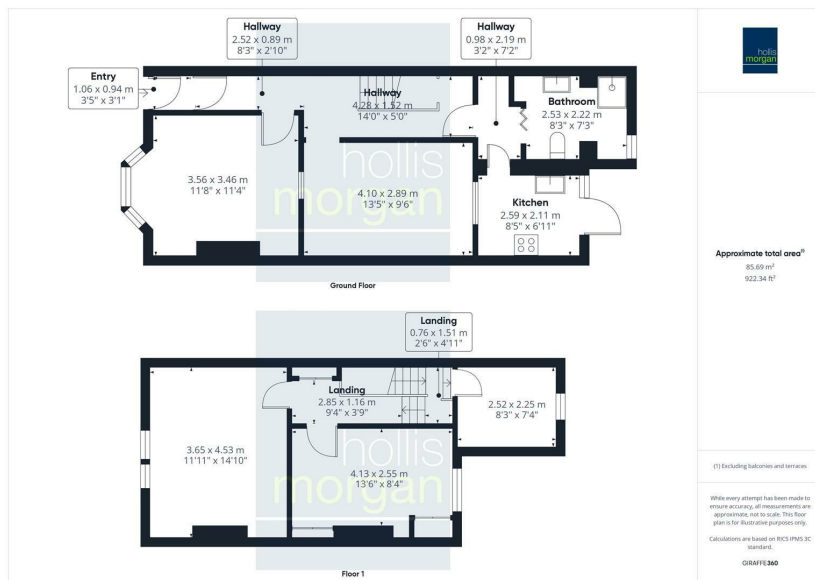 Hallway
2.52 x 0.89 m
8'3" x 2'10"
Hallway
0.98 x 2.19 m
3'2" x 7'2"
Entry
1.06 x 0.94 m
3'5" x 3'1"
Hallway
4.28 x 1.52 m
14'0" x 5'0"
Bathroom
2.53 x 2.22 m
8'3" x 7'3"
3.56 x 3.46 m
11'8" x 11'4"
hollis
morgan
4.10 x 2.89 m
13'5" x 9'6"
Kitchen
2.59 x 2.11 m
8'5" x 6'11"
Ground Floor
Landing
0.76 x 1.51 m
2'6" x 4'11"
Landing
2.85 x 1.16 m
9'4" x 3'9"
2.52 x 2.25 m
8'3" x 7'4"
3.65 x 4.53 m
11'11" x 14'10"
hollis
morgan
4.13 x 2.55 m
13'6" x 8'4"
Floor 1
hollis
morgan
Approximate total area⁽¹⁾
85.69 m²
922.34 ft²
(1) Excluding balconies and terraces
While every attempt has been made to
ensure accuracy, all measurements are
approximate, not to scale. This floor
plan is for illustrative purposes only.
Calculations are based on RICS IPMS 3C
standard.
GIRAFFE360